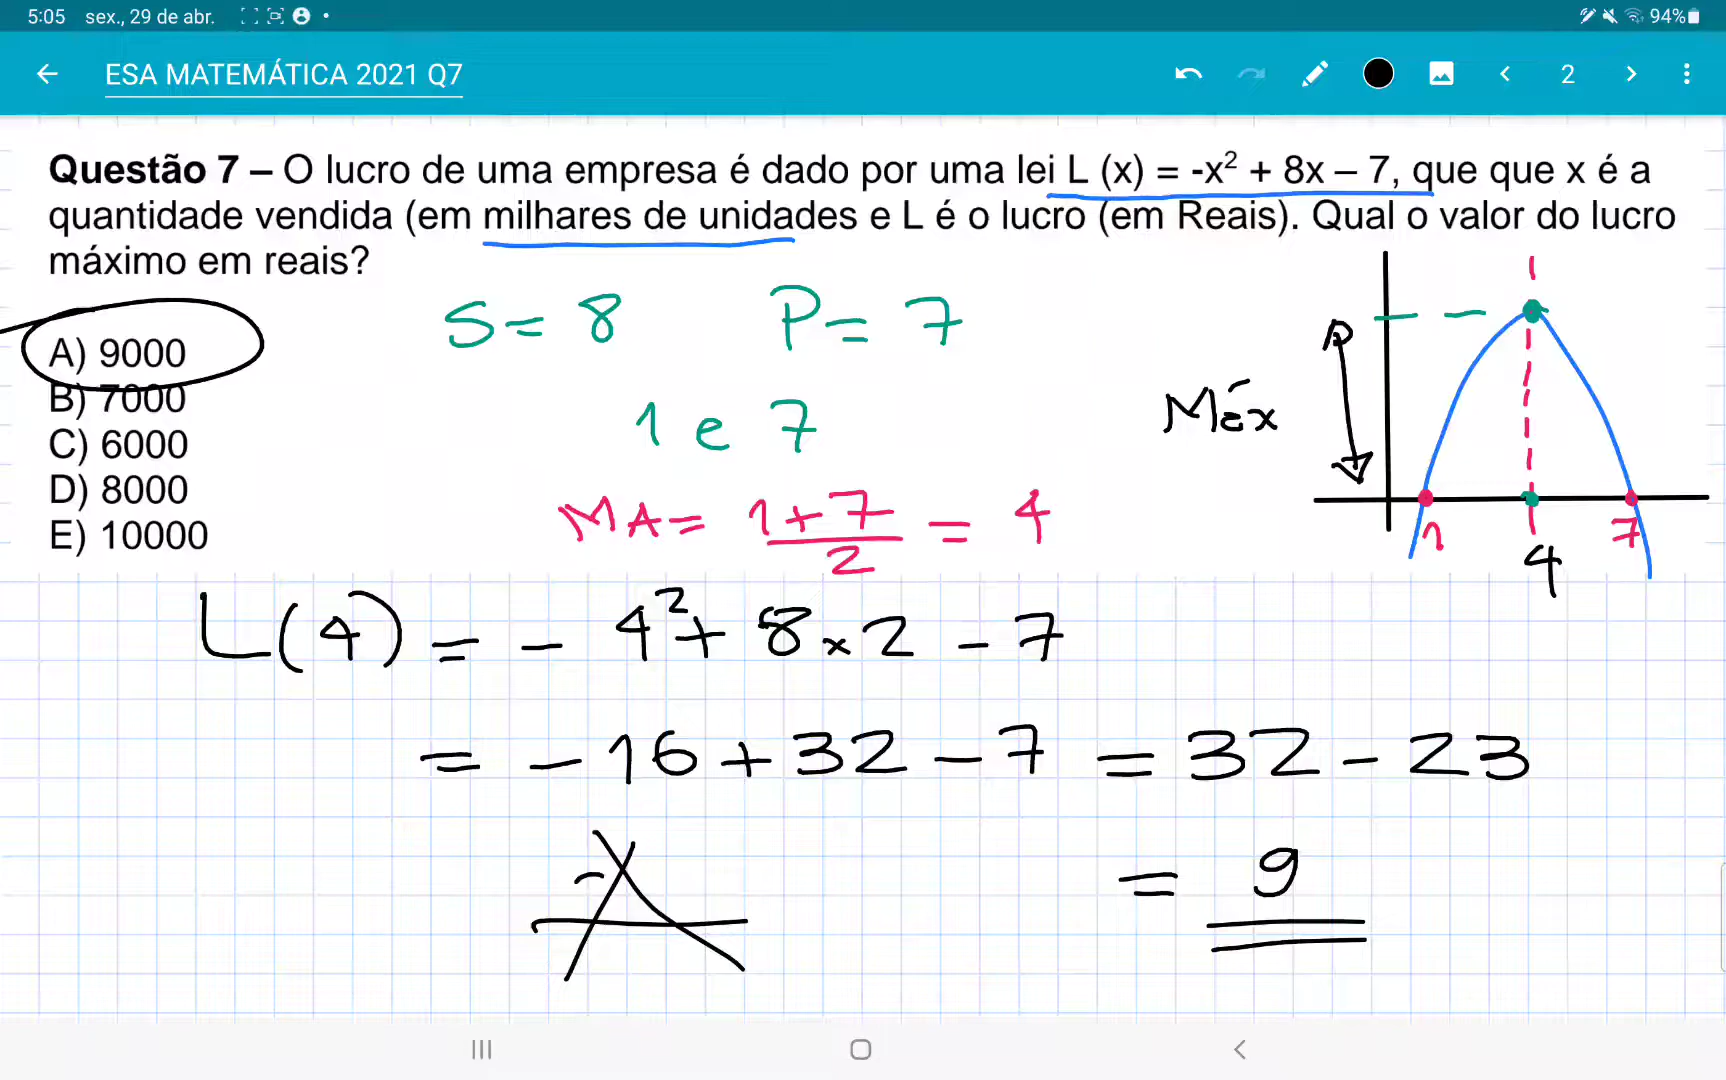 5:05 sex., 29 de abr. 94%
ESA MATEMÁTICA 2021 Q7 2
Questão 7 – O lucro de uma empresa é dado por uma lei L (x) = -x² + 8x – 7, que que x é a
quantidade vendida (em milhares de unidades e L é o lucro (em Reais). Qual o valor do lucro
máximo em reais?
A) 9000
B) 7000
C) 6000
D) 8000
E) 10000
S = 8 P = 7
1 e 7
MA = 1+7/2 = 4
Máx
1 4 7
L(4) = - 4² + 8 x 2 - 7
= - 16 + 32 - 7 = 32 - 23
= 9